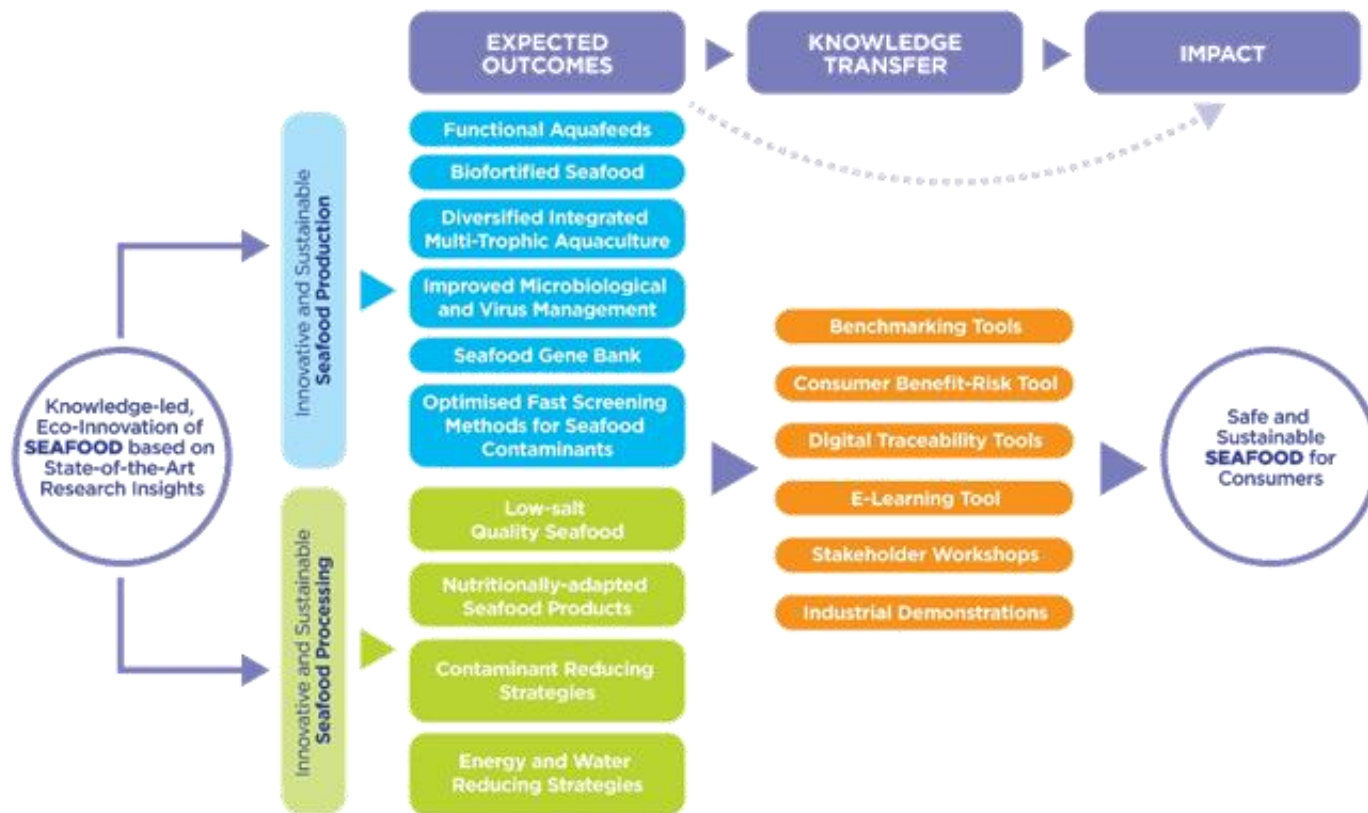 EXPECTED
OUTCOMES
KNOWLEDGE
TRANSFER
IMPACT
Knowledge-led,
Eco-Innovation of
SEAFOOD based on
State-of-the-Art
Research Insights
Innovative and Sustainable
Seafood Production
Functional Aquafeeds
Biofortified Seafood
Diversified Integrated
Multi-Trophic Aquaculture
Improved Microbiological
and Virus Management
Seafood Gene Bank
Optimised Fast Screening
Methods for Seafood
Contaminants
Innovative and Sustainable
Seafood Processing
Low-salt
Quality Seafood
Nutritionally-adapted
Seafood Products
Contaminant Reducing
Strategies
Energy and Water
Reducing Strategies
Benchmarking Tools
Consumer Benefit-Risk Tool
Digital Traceability Tools
E-Learning Tool
Stakeholder Workshops
Industrial Demonstrations
Safe and
Sustainable
SEAFOOD for
Consumers